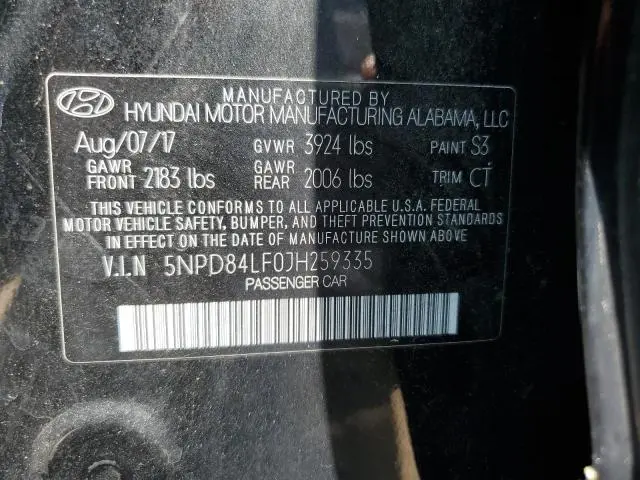 MANUFACTURED BY
HYUNDAI MOTOR MANUFACTURING ALABAMA, LLC
Aug/07/17 GVWR 3924 lbs PAINT S3
GAWR FRONT 2183 lbs GAWR REAR 2006 lbs TRIM CT
THIS VEHICLE CONFORMS TO ALL APPLICABLE U.S.A. FEDERAL
MOTOR VEHICLE SAFETY, BUMPER, AND THEFT PREVENTION STANDARDS
IN EFFECT ON THE DATE OF MANUFACTURE SHOWN ABOVE
V.I.N 5NPD84LF0JH259335
PASSENGER CAR